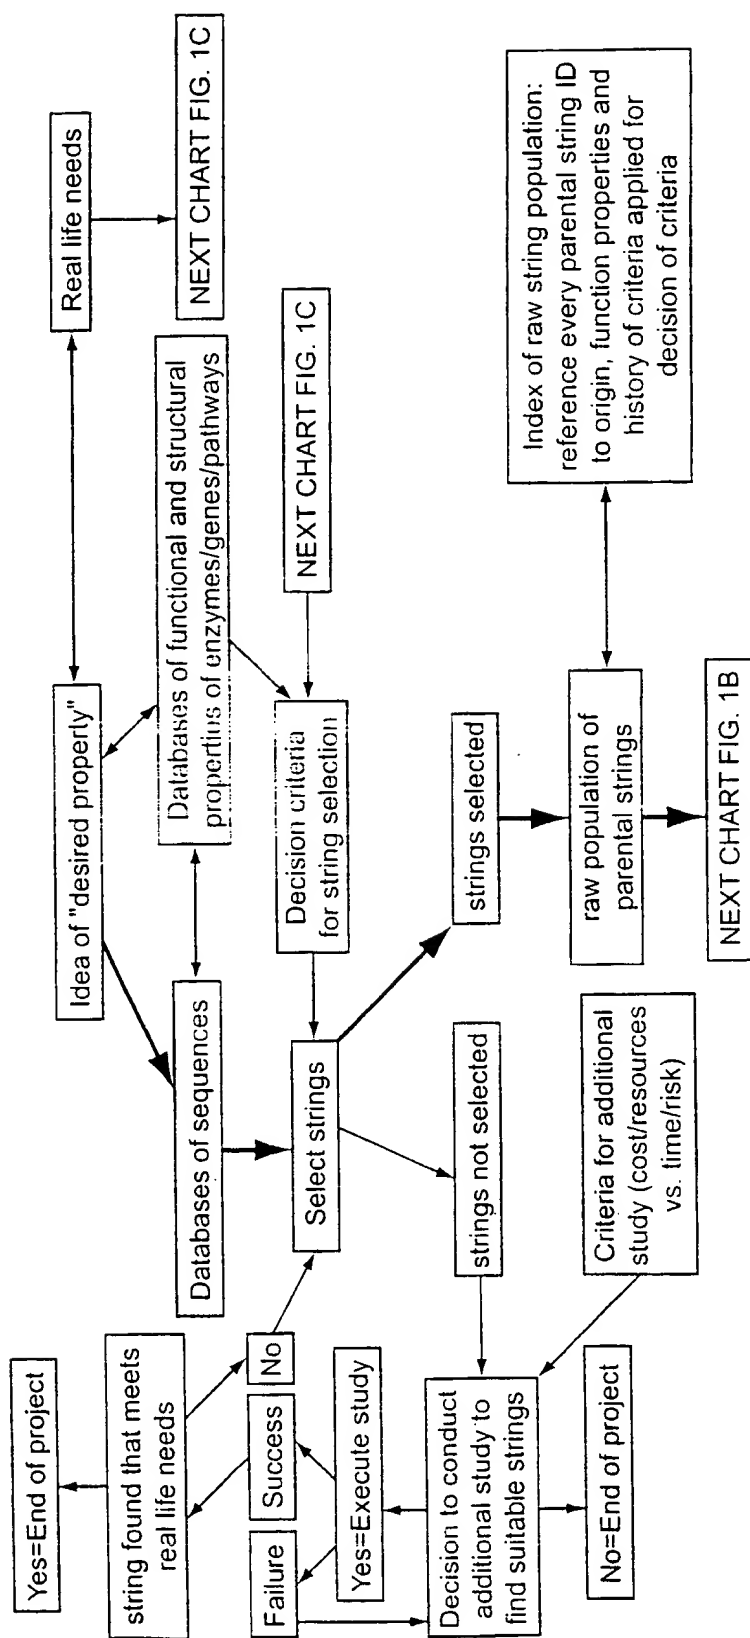 Yes=End of project
string found that meets
real life needs
No
Success
Failure
Yes=Execute study
Decision to conduct
additional study to
find suitable strings
No=End of project
Idea of "desired properly"
Real life needs
NEXT CHART FIG. 1C
Databases of sequences
Databases of functional and structural
properties of enzymes/genes/pathways
Select strings
Decision criteria
for string selection
NEXT CHART FIG. 1C
strings not selected
strings selected
Criteria for additional
study (cost/resources
vs. time/risk)
raw population of
parental strings
NEXT CHART FIG. 1B
Index of raw string population:
reference every parental string ID
to origin, function properties and
history of criteria applied for
decision of criteria